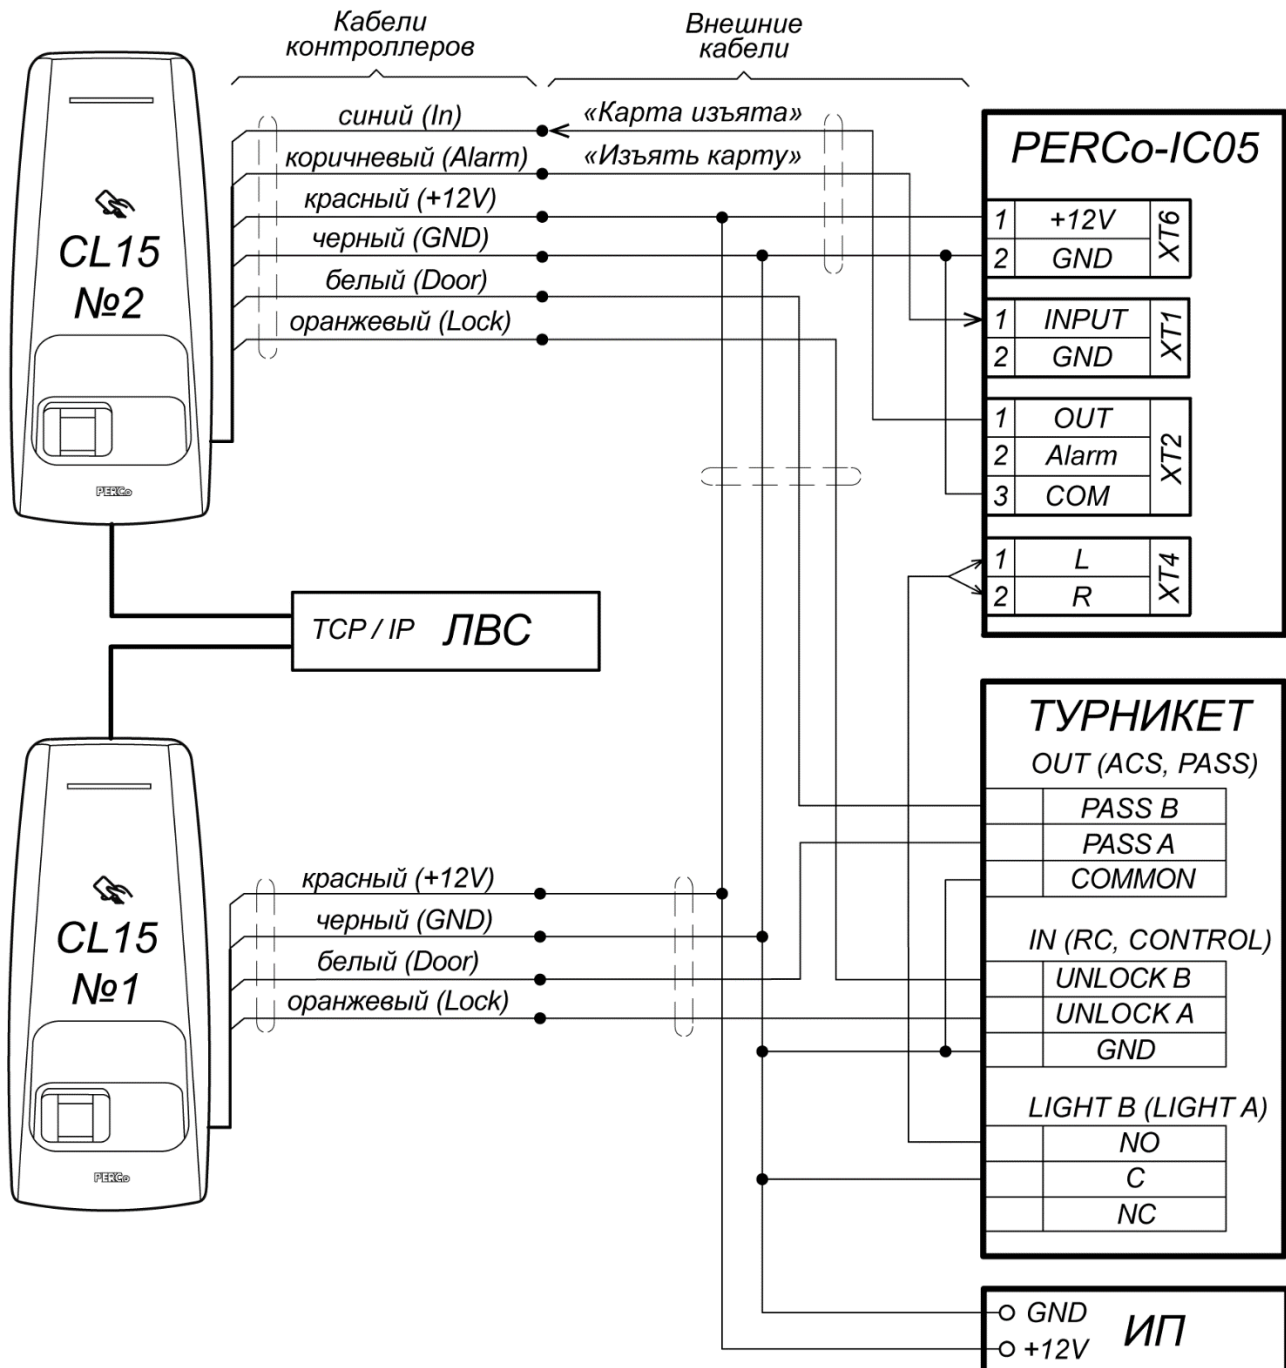 Кабели
контроллеров
Внешние
кабели
синий (In)
«Карта изъята»
коричневый (Alarm)
«Изъять карту»
красный (+12V)
черный (GND)
белый (Door)
оранжевый (Lock)
CL15
№2
PERCo
PERCo-IC05
1 +12V
2 GND
XT6
1 INPUT
2 GND
XT1
1 OUT
2 Alarm
3 COM
XT2
1 L
2 R
XT4
TCP / IP ЛВС
CL15
№1
PERCo
красный (+12V)
черный (GND)
белый (Door)
оранжевый (Lock)
ТУРНИКЕТ
OUT (ACS, PASS)
PASS B
PASS A
COMMON
IN (RC, CONTROL)
UNLOCK B
UNLOCK A
GND
LIGHT B (LIGHT A)
NO
C
NC
GND
+12V
ИП